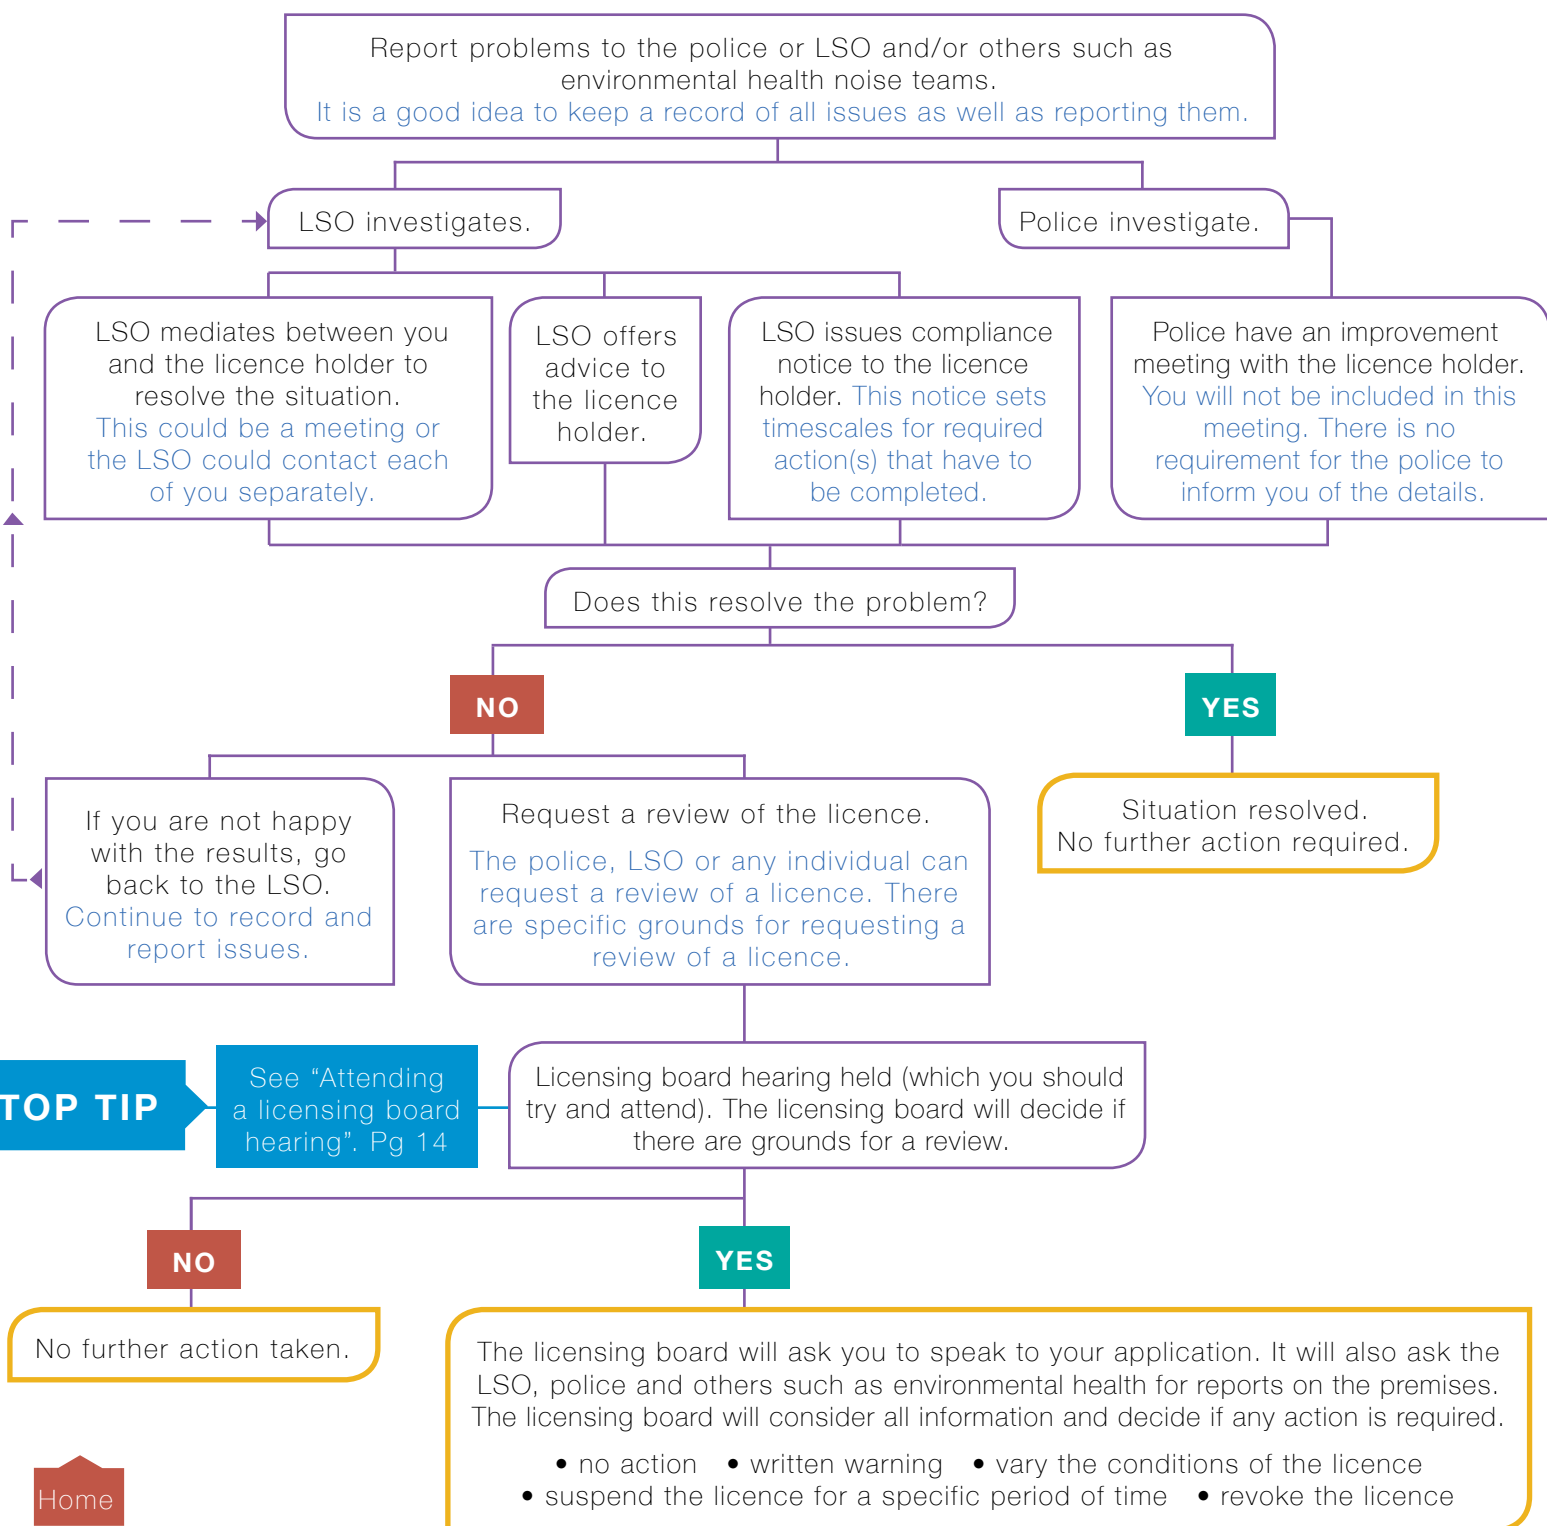 Report problems to the police or LSO and/or others such as
environmental health noise teams.
It is a good idea to keep a record of all issues as well as reporting them.
LSO investigates.
Police investigate.
LSO mediates between you
and the licence holder to
resolve the situation.
This could be a meeting or
the LSO could contact each
of you separately.
LSO offers
advice to
the licence
holder.
LSO issues compliance
notice to the licence
holder. This notice sets
timescales for required
action(s) that have to
be completed.
Police have an improvement
meeting with the licence holder.
You will not be included in this
meeting. There is no
requirement for the police to
inform you of the details.
Does this resolve the problem?
NO
YES
If you are not happy
with the results, go
back to the LSO.
Continue to record and
report issues.
Request a review of the licence.
The police, LSO or any individual can
request a review of a licence. There
are specific grounds for requesting a
review of a licence.
Situation resolved.
No further action required.
TOP TIP
See “Attending
a licensing board
hearing”. Pg 14
Licensing board hearing held (which you should
try and attend). The licensing board will decide if
there are grounds for a review.
NO
YES
No further action taken.
The licensing board will ask you to speak to your application. It will also ask the
LSO, police and others such as environmental health for reports on the premises.
The licensing board will consider all information and decide if any action is required.
• no action • written warning • vary the conditions of the licence
• suspend the licence for a specific period of time • revoke the licence
Home